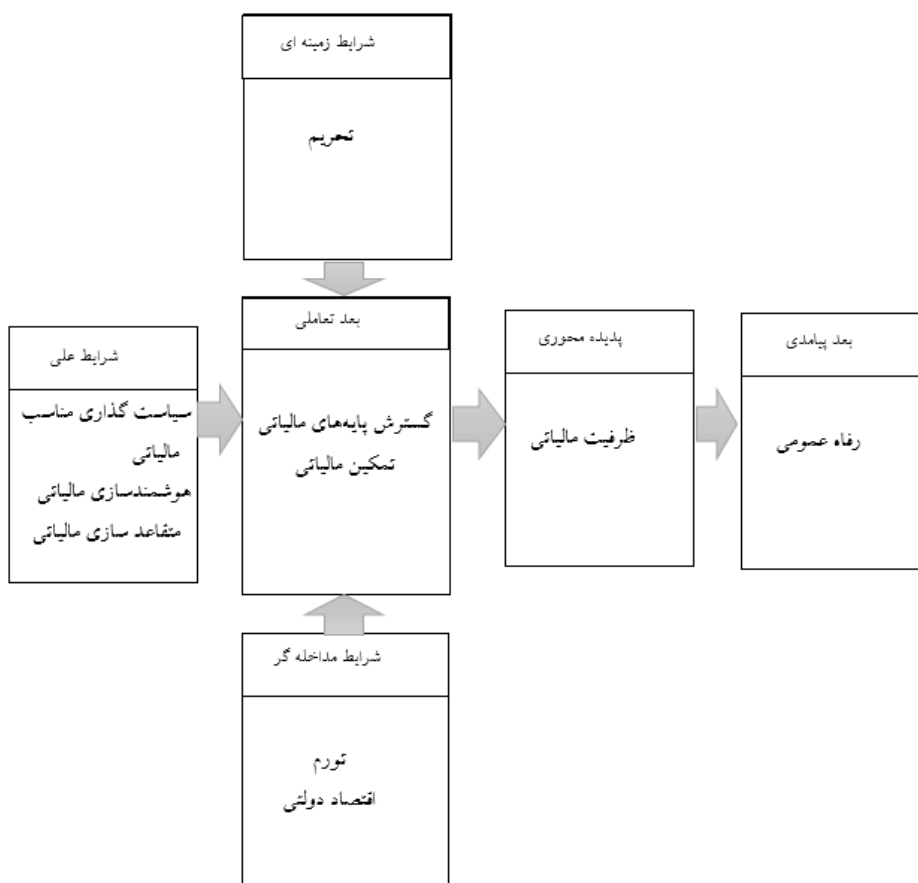 شرایط زمینه ای
تحریم
بعد تعاملی
گسترش پایه‌های مالیاتی
تمکین مالیاتی
شرایط علی
سیاست گذاری مناسب
مالیاتی
هوشمندسازی مالیاتی
متقاعد سازی مالیاتی
پدیده محوری
ظرفیت مالیاتی
بعد پیامدی
رفاه عمومی
شرایط مداخله گر
تورم
اقتصاد دولتی